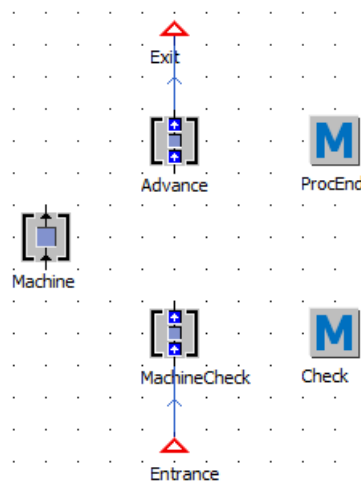 Exit
M
Advance
ProcEnd
Machine
M
MachineCheck
Check
Entrance